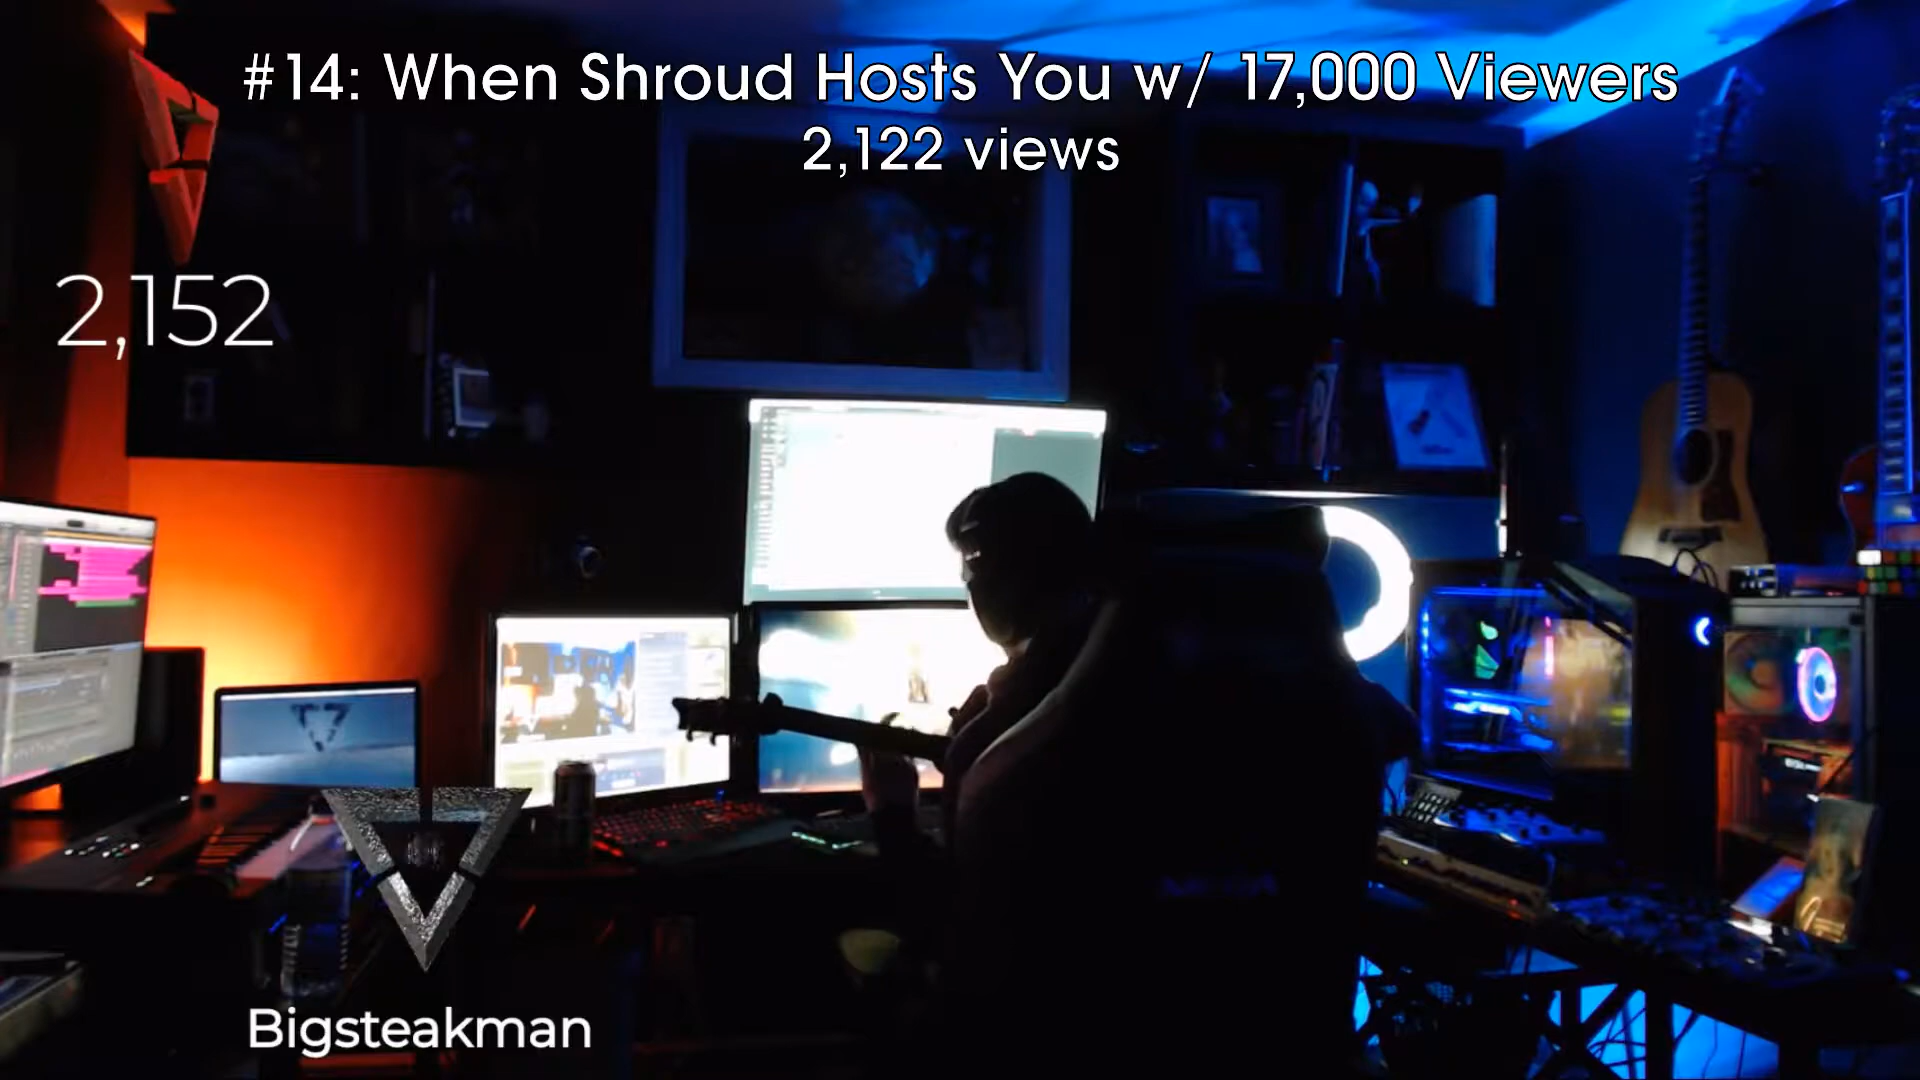 #14: When Shroud Hosts You w/ 17,000 Viewers
2,122 views
2,152
Bigsteakman